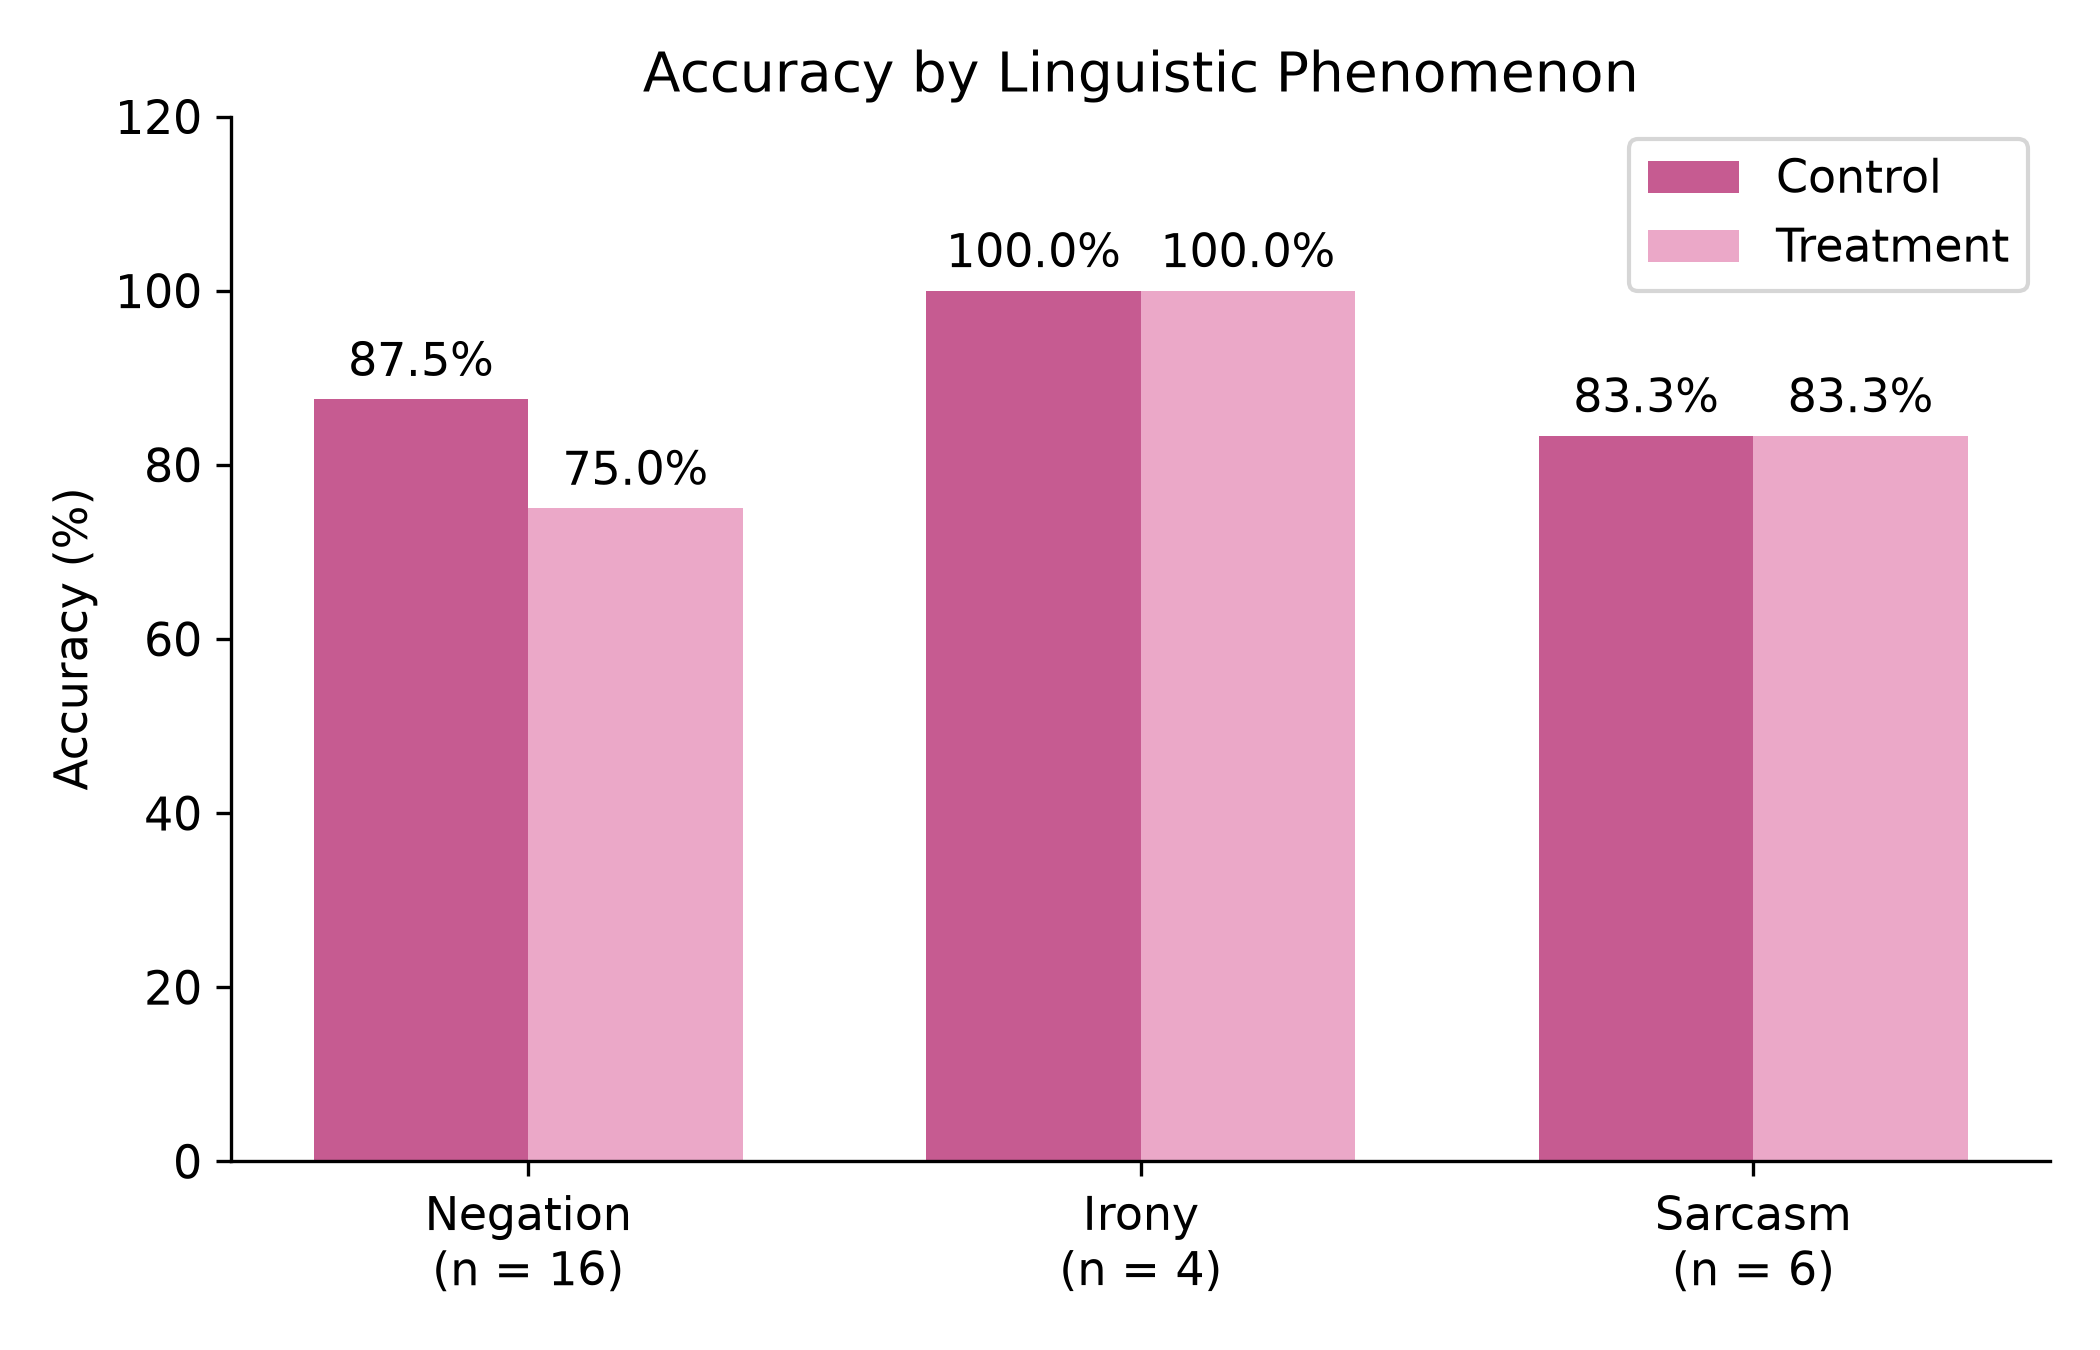 Accuracy by Linguistic Phenomenon
Control
Treatment
Accuracy (%)
120
100
80
60
40
20
0
87.5%
75.0%
100.0%
100.0%
83.3%
83.3%
Negation
(n = 16)
Irony
(n = 4)
Sarcasm
(n = 6)